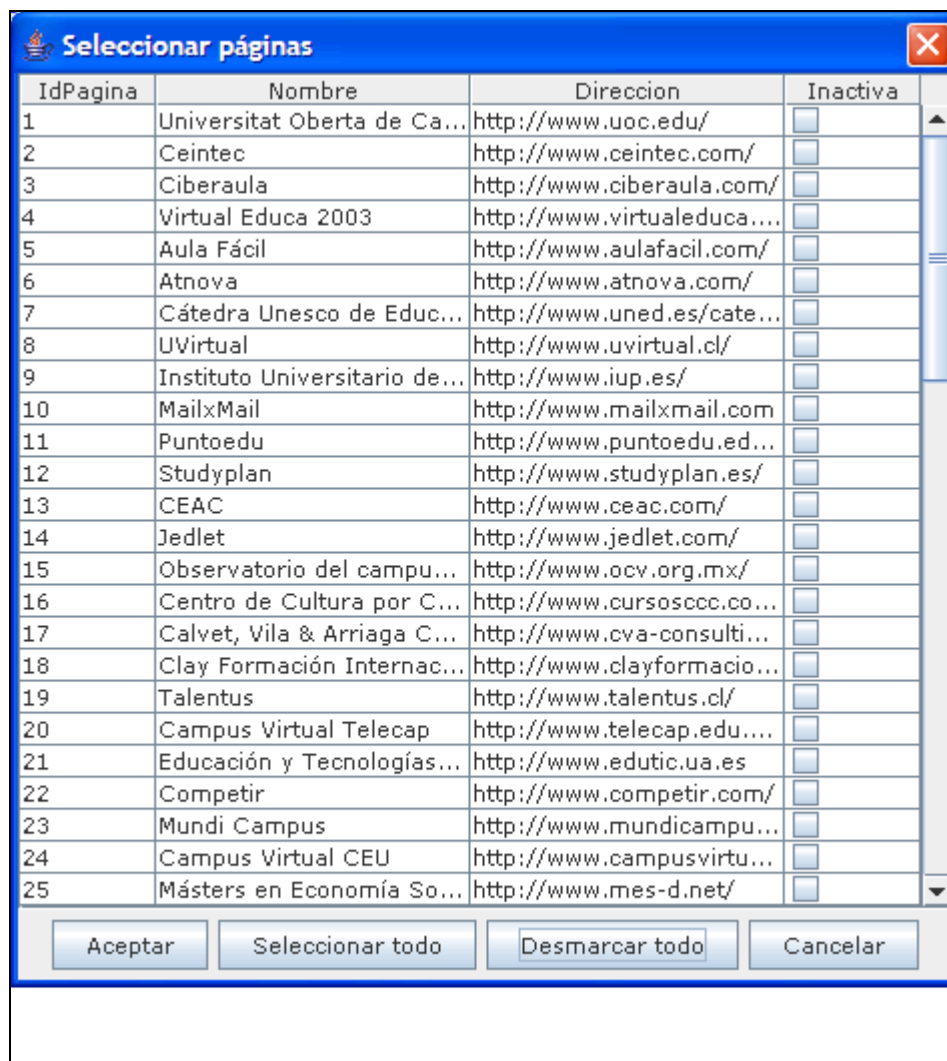 Seleccionar páginas
IdPagina Nombre Direccion Inactiva
1 Universitat Oberta de Ca... http://www.uoc.edu/
2 Ceintec http://www.ceintec.com/
3 Ciberaula http://www.ciberaula.com/
4 Virtual Educa 2003 http://www.virtualeduca....
5 Aula Fácil http://www.aulafacil.com/
6 Atnova http://www.atnova.com/
7 Cátedra Unesco de Educ... http://www.uned.es/cate...
8 UVirtual http://www.uvirtual.cl/
9 Instituto Universitario de... http://www.iup.es/
10 MailxMail http://www.mailxmail.com
11 Puntoedu http://www.puntoedu.ed...
12 Studyplan http://www.studyplan.es/
13 CEAC http://www.ceac.com/
14 Jedlet http://www.jedlet.com/
15 Observatorio del campu... http://www.ocv.org.mx/
16 Centro de Cultura por C... http://www.cursosccc.co...
17 Calvet, Vila & Arriaga C... http://www.cva-consulti...
18 Clay Formación Internac... http://www.clayformacio...
19 Talentus http://www.talentus.cl/
20 Campus Virtual Telecap http://www.telecap.edu....
21 Educación y Tecnologías... http://www.edutic.ua.es
22 Competir http://www.competir.com/
23 Mundi Campus http://www.mundicampu...
24 Campus Virtual CEU http://www.campusvirtu...
25 Másters en Economía So... http://www.mes-d.net/
Aceptar Seleccionar todo Desmarcar todo Cancelar